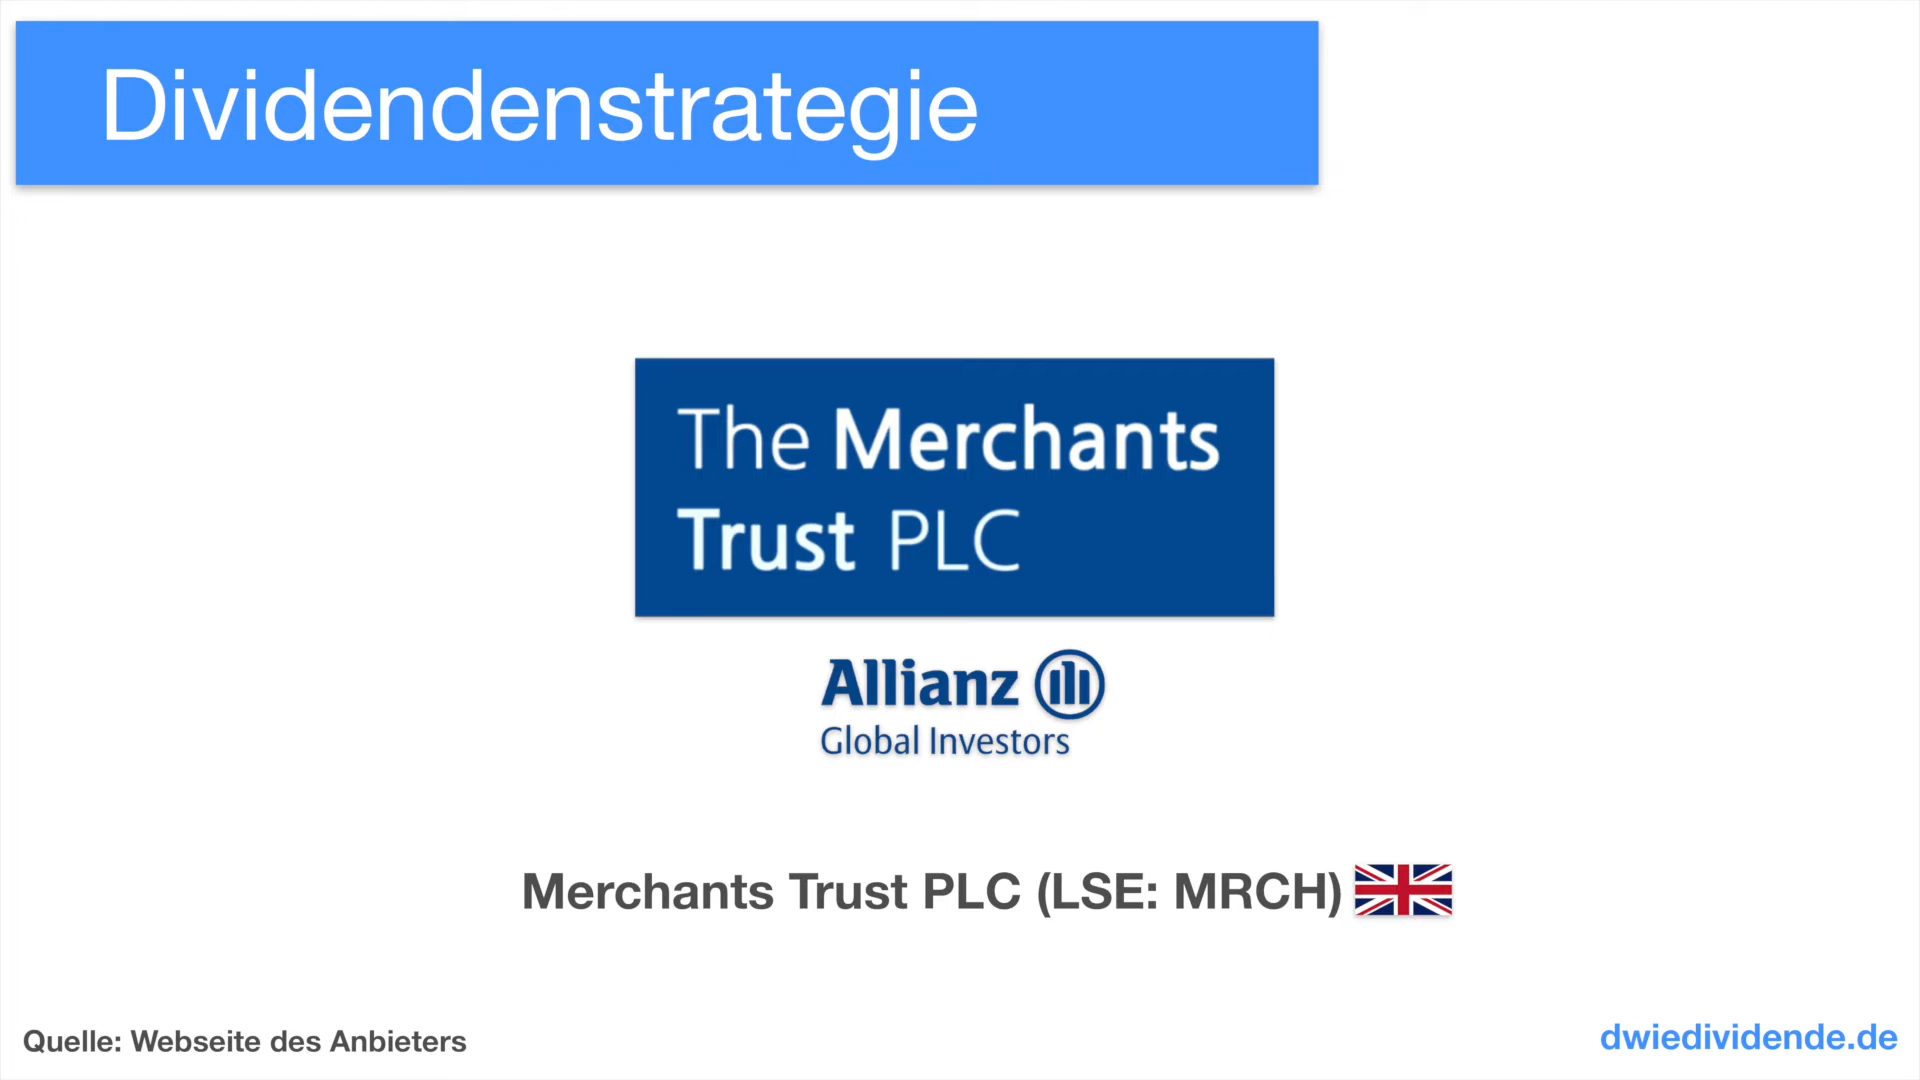 Dividendenstrategie
The Merchants
Trust PLC
Allianz
Global Investors
Merchants Trust PLC (LSE: MRCH)
Quelle: Webseite des Anbieters
dwiedividende.de